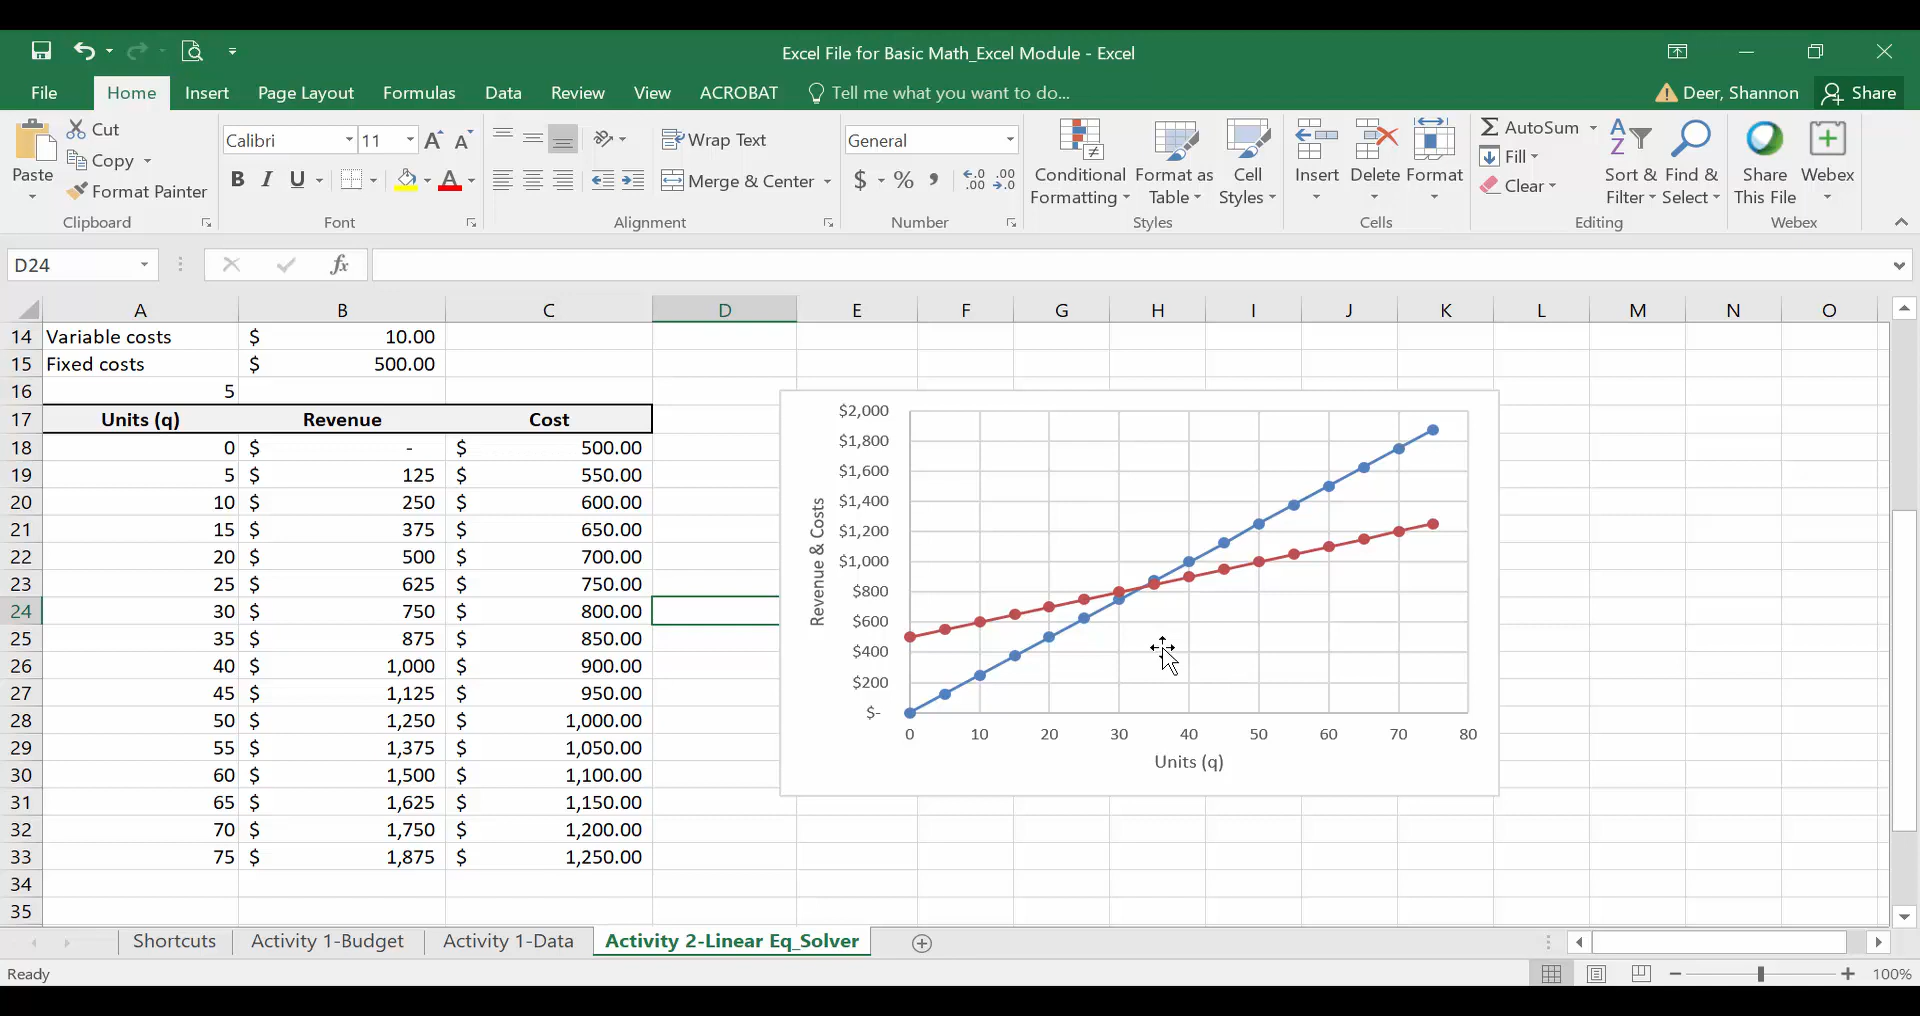 Excel File for Basic Math_Excel Module - Excel
File Home Insert Page Layout Formulas Data Review View ACROBAT Tell me what you want to do... Deer, Shannon Share
Paste
Cut
Copy
Format Painter
Clipboard
Calibri 11 A A
B I U A
Font
Wrap Text
Merge & Center
Alignment
General
$ % , .0 .00 .00 .0
Number
Conditional Formatting
Format as Table
Cell Styles
Styles
Insert Delete Format
Cells
AutoSum
Fill
Clear
Sort & Filter
Find & Select
Editing
Share This File
Webex
Webex
D24 fx
A B C D E F G H I J K L M N O
14 Variable costs $ 10.00
15 Fixed costs $ 500.00
16 5
17 Units (q) Revenue Cost
18 0 $ - $ 500.00
19 5 $ 125 $ 550.00
20 10 $ 250 $ 600.00
21 15 $ 375 $ 650.00
22 20 $ 500 $ 700.00
23 25 $ 625 $ 750.00
24 30 $ 750 $ 800.00
25 35 $ 875 $ 850.00
26 40 $ 1,000 $ 900.00
27 45 $ 1,125 $ 950.00
28 50 $ 1,250 $ 1,000.00
29 55 $ 1,375 $ 1,050.00
30 60 $ 1,500 $ 1,100.00
31 65 $ 1,625 $ 1,150.00
32 70 $ 1,750 $ 1,200.00
33 75 $ 1,875 $ 1,250.00
34
35
Revenue & Costs
$2,000
$1,800
$1,600
$1,400
$1,200
$1,000
$800
$600
$400
$200
$-
0 10 20 30 40 50 60 70 80
Units (q)
Shortcuts Activity 1-Budget Activity 1-Data Activity 2-Linear Eq_Solver
Ready 100%